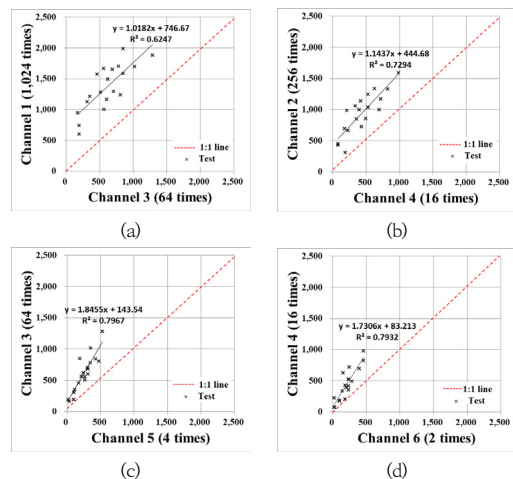 y = 1.0182x + 746.67
R² = 0.6247
2,500
2,000
1,500
1,000
500
0
0 500 1,000 1,500 2,000 2,500
Channel 1 (1,024 times)
Channel 3 (64 times)
1:1 line
Test
(a)
y = 1.1437x + 444.68
R² = 0.7294
2,500
2,000
1,500
1,000
500
0
0 500 1,000 1,500 2,000 2,500
Channel 2 (256 times)
Channel 4 (16 times)
1:1 line
Test
(b)
y = 1.8455x + 143.54
R² = 0.7967
2,500
2,000
1,500
1,000
500
0
0 500 1,000 1,500 2,000 2,500
Channel 3 (64 times)
Channel 5 (4 times)
1:1 line
Test
(c)
y = 1.7306x + 83.213
R² = 0.7932
2,500
2,000
1,500
1,000
500
0
0 500 1,000 1,500 2,000 2,500
Channel 4 (16 times)
Channel 6 (2 times)
1:1 line
Test
(d)